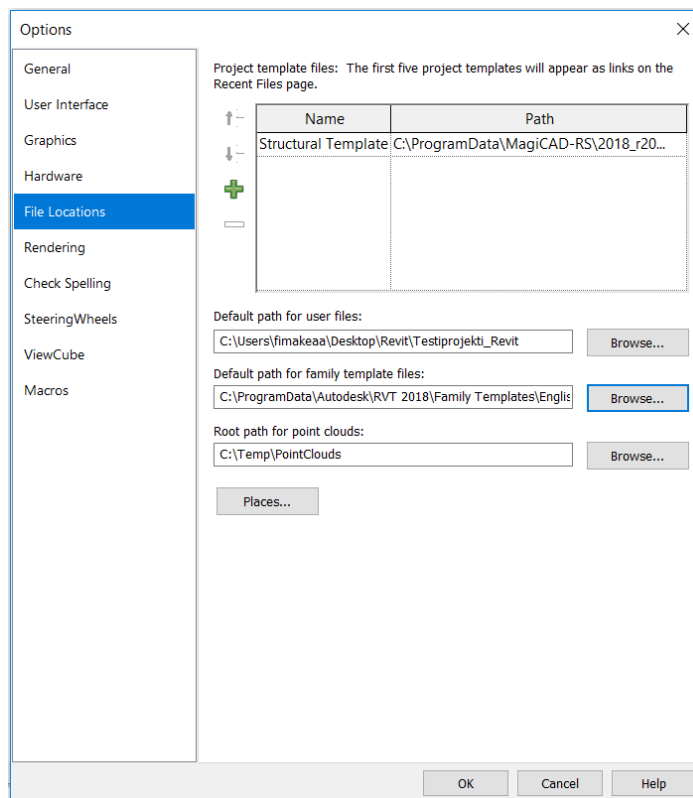 Options
General
User Interface
Graphics
Hardware
File Locations
Rendering
Check Spelling
SteeringWheels
ViewCube
Macros
Project template files: The first five project templates will appear as links on the
Recent Files page.
Name Path
Structural Template C:\ProgramData\MagiCAD-RS\2018_r20...
Default path for user files:
C:\Users\fimakeaa\Desktop\Revit\Testiprojekti_Revit Browse...
Default path for family template files:
C:\ProgramData\Autodesk\RVT 2018\Family Templates\Englis Browse...
Root path for point clouds:
C:\Temp\PointClouds Browse...
Places...
OK Cancel Help